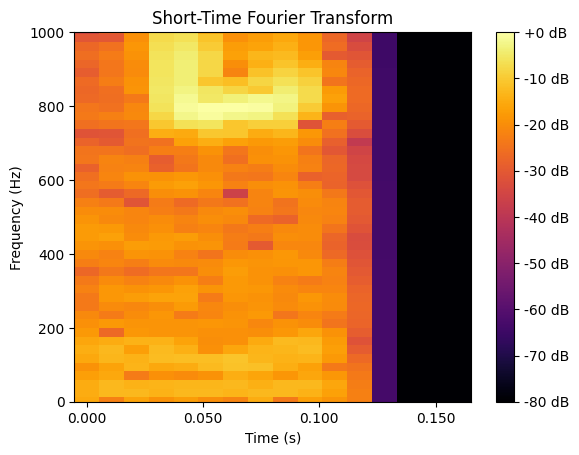 Short-Time Fourier Transform
1000
800
600
400
200
0
Frequency (Hz)
0.000
0.050
0.100
0.150
Time (s)
+0 dB
-10 dB
-20 dB
-30 dB
-40 dB
-50 dB
-60 dB
-70 dB
-80 dB